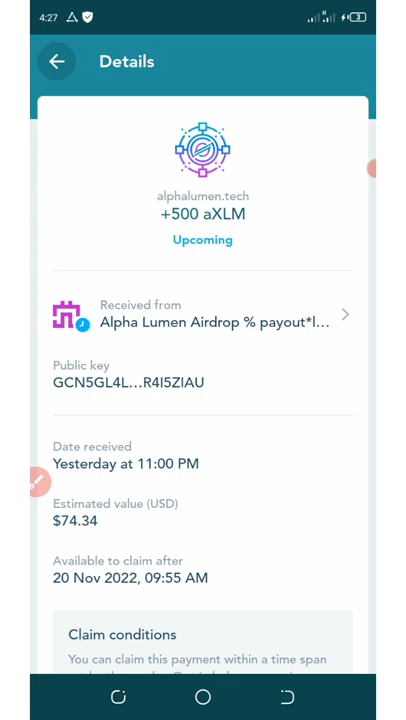 4:27
Details
alphalumen.tech
+500 aXLM
Upcoming
Received from
Alpha Lumen Airdrop % payout*l...
Public key
GCN5GL4L...R4I5ZIAU
Date received
Yesterday at 11:00 PM
Estimated value (USD)
$74.34
Available to claim after
20 Nov 2022, 09:55 AM
Claim conditions
You can claim this payment within a time span